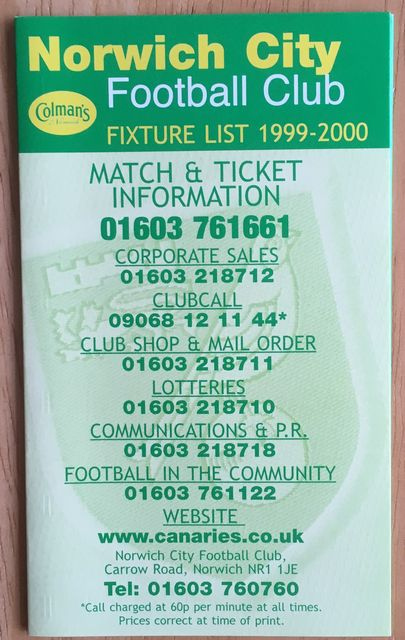 Norwich City
Football Club
Colman's
of Norwich
FIXTURE LIST 1999-2000
MATCH & TICKET
INFORMATION
01603 761661
CORPORATE SALES
01603 218712
CLUBCALL
09068 12 11 44*
CLUB SHOP & MAIL ORDER
01603 218711
LOTTERIES
01603 218710
COMMUNICATIONS & P.R.
01603 218718
FOOTBALL IN THE COMMUNITY
01603 761122
WEBSITE
www.canaries.co.uk
Norwich City Football Club,
Carrow Road, Norwich NR1 1JE
Tel: 01603 760760
*Call charged at 60p per minute at all times.
Prices correct at time of print.